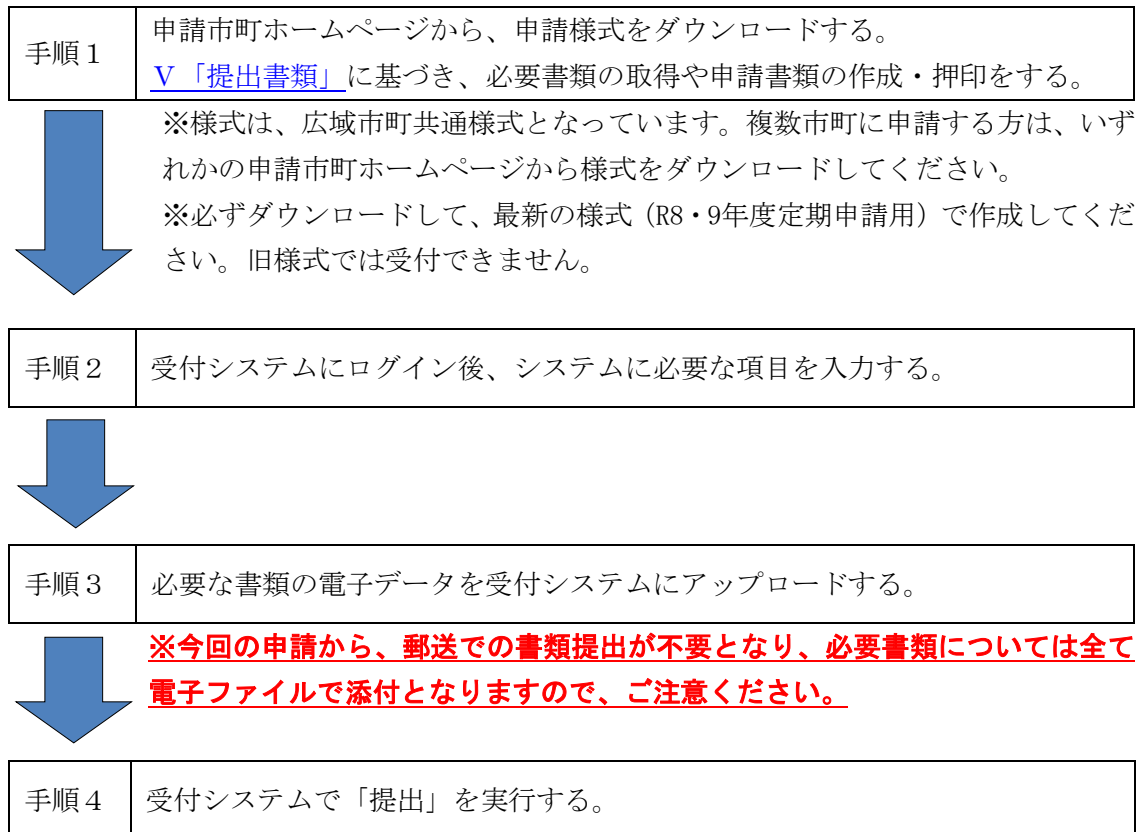 手順１
申請市町ホームページから、申請様式をダウンロードする。
Ⅴ「提出書類」に基づき、必要書類の取得や申請書類の作成・押印をする。
※様式は、広域市町共通様式となっています。複数市町に申請する方は、いず
れかの申請市町ホームページから様式をダウンロードしてください。
※必ずダウンロードして、最新の様式（R8・9年度定期申請用）で作成してくだ
さい。旧様式では受付できません。
手順２
受付システムにログイン後、システムに必要な項目を入力する。
手順３
必要な書類の電子データを受付システムにアップロードする。
※今回の申請から、郵送での書類提出が不要となり、必要書類については全て
電子ファイルで添付となりますので、ご注意ください。
手順４
受付システムで「提出」を実行する。